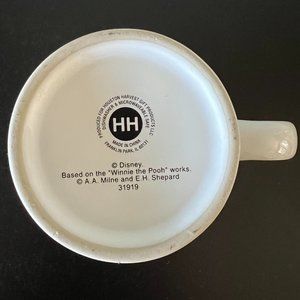 PRODUCED FOR HOUSTON HARVEST GIFT PRODUCTS LLC
DISHWASHER & MICROWAVEABLE SAFE
HH
MADE IN CHINA
FRANKLIN PARK, IL 60131
© Disney.
Based on the "Winnie the Pooh" works.
© A.A. Milne and E.H. Shepard
31919